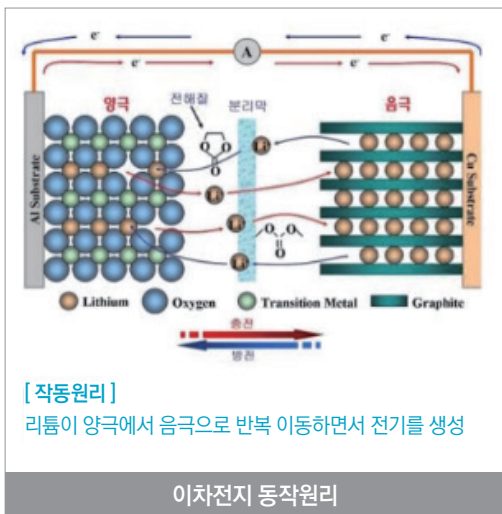 e- e-
A
e- e-
양극 전해질 분리막 음극
Al Substrate
Cu Substrate
O O
O
Li
Li
Li
O O
O
Li
Lithium Oxygen Transition Metal Graphite
충전
방전
[ 작동원리 ]
리튬이 양극에서 음극으로 반복 이동하면서 전기를 생성
이차전지 동작원리